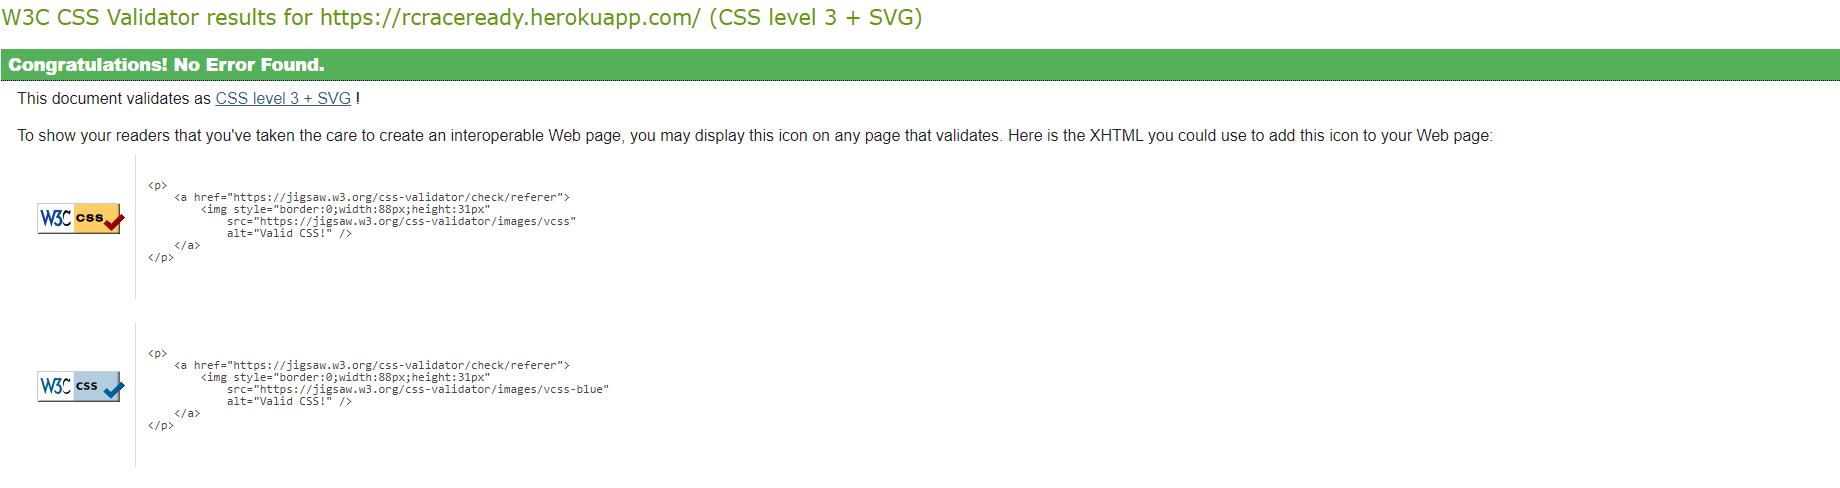 W3C CSS Validator results for https://rcraceready.herokuapp.com/ (CSS level 3 + SVG)
Congratulations! No Error Found.
This document validates as CSS level 3 + SVG !
To show your readers that you've taken the care to create an interoperable Web page, you may display this icon on any page that validates. Here is the XHTML you could use to add this icon to your Web page:
W3C css
<p>
<a href="https://jigsaw.w3.org/css-validator/check/referer">
<img style="border:0;width:88px;height:31px"
src="https://jigsaw.w3.org/css-validator/images/vcss"
alt="Valid CSS!" />
</a>
</p>
W3C css
<p>
<a href="https://jigsaw.w3.org/css-validator/check/referer">
<img style="border:0;width:88px;height:31px"
src="https://jigsaw.w3.org/css-validator/images/vcss-blue"
alt="Valid CSS!" />
</a>
</p>